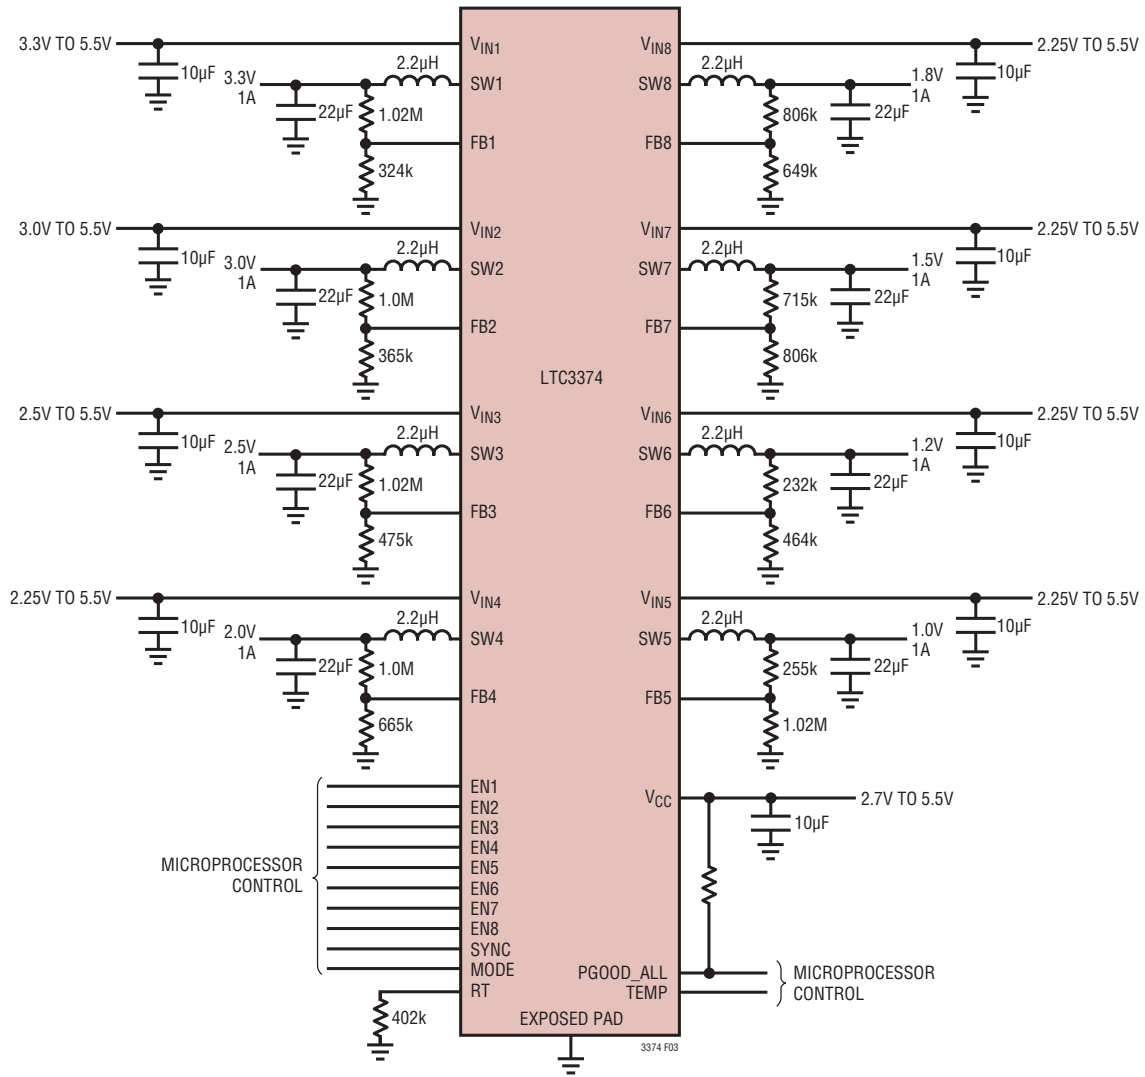 3.3V TO 5.5V
10µF
3.3V
1A
22µF
2.2µH
1.02M
324k
VIN1
SW1
FB1
3.0V TO 5.5V
10µF
3.0V
1A
22µF
2.2µH
1.0M
365k
VIN2
SW2
FB2
2.5V TO 5.5V
10µF
2.5V
1A
22µF
2.2µH
1.02M
475k
VIN3
SW3
FB3
2.25V TO 5.5V
10µF
2.0V
1A
22µF
2.2µH
1.0M
665k
VIN4
SW4
FB4
MICROPROCESSOR
CONTROL
EN1
EN2
EN3
EN4
EN5
EN6
EN7
EN8
SYNC
MODE
RT
402k
LTC3374
EXPOSED PAD
VIN8
SW8
FB8
2.2µH
806k
649k
22µF
1.8V
1A
10µF
2.25V TO 5.5V
VIN7
SW7
FB7
2.2µH
715k
806k
22µF
1.5V
1A
10µF
2.25V TO 5.5V
VIN6
SW6
FB6
2.2µH
232k
464k
22µF
1.2V
1A
10µF
2.25V TO 5.5V
VIN5
SW5
FB5
2.2µH
255k
1.02M
22µF
1.0V
1A
10µF
2.25V TO 5.5V
VCC
2.7V TO 5.5V
10µF
PGOOD_ALL
TEMP
MICROPROCESSOR
CONTROL
3374 F03